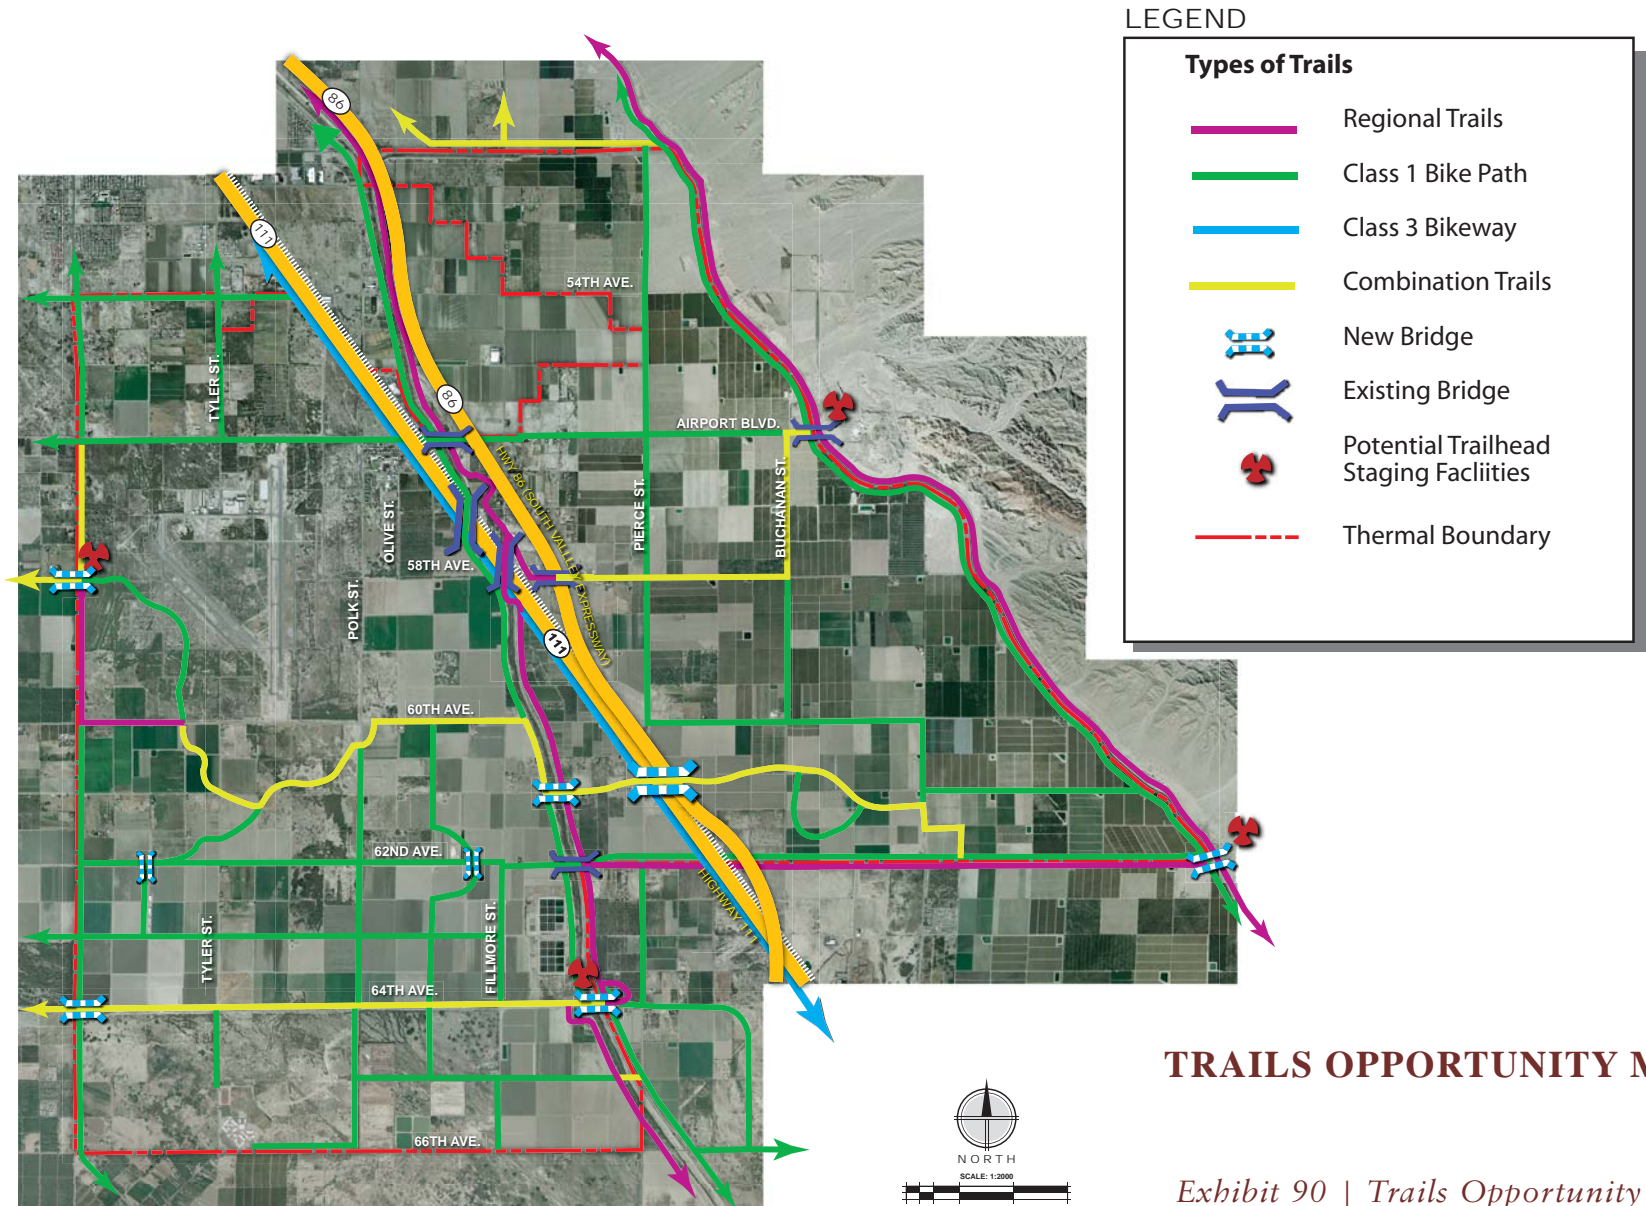 LEGEND
Types of Trails
Regional Trails
Class 1 Bike Path
Class 3 Bikeway
Combination Trails
New Bridge
Existing Bridge
Potential Trailhead
Staging Facliities
Thermal Boundary
86
111
54TH AVE.
TYLER ST.
86
AIRPORT BLVD.
HWY 86 (SOUTH VALLEY EXPRESSWAY)
PIERCE ST.
BUCHANAN ST.
OLIVE ST.
58TH AVE.
POLK ST.
111
60TH AVE.
62ND AVE.
HIGHWAY 111
TYLER ST.
FILLMORE ST.
64TH AVE.
66TH AVE.
NORTH
SCALE: 1:2000
TRAILS OPPORTUNITY M
Exhibit 90 | Trails Opportunity